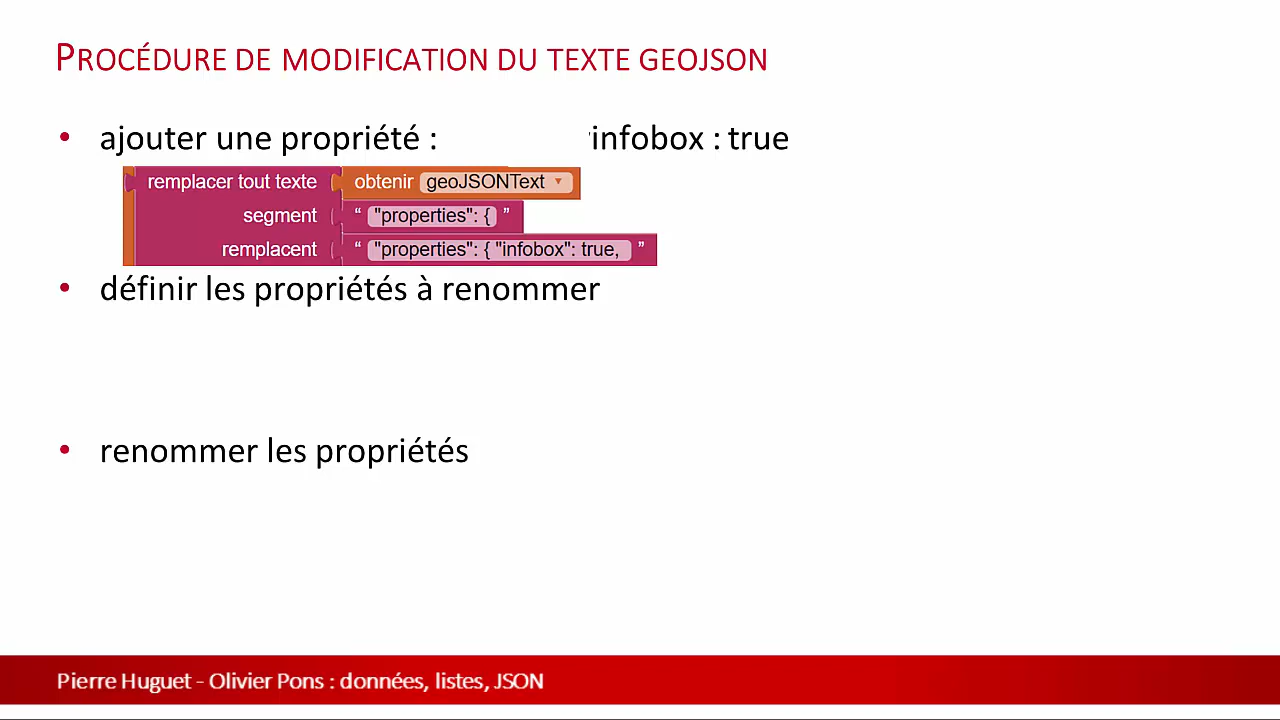 PROCÉDURE DE MODIFICATION DU TEXTE GEOJSON
• ajouter une propriété : infobox : true
remplacer tout texte obtenir geoJSONText ▾
segment “ "properties": { ”
remplacent “ "properties": { "infobox": true, ”
• définir les propriétés à renommer
• renommer les propriétés
Pierre Huguet - Olivier Pons : données, listes, JSON